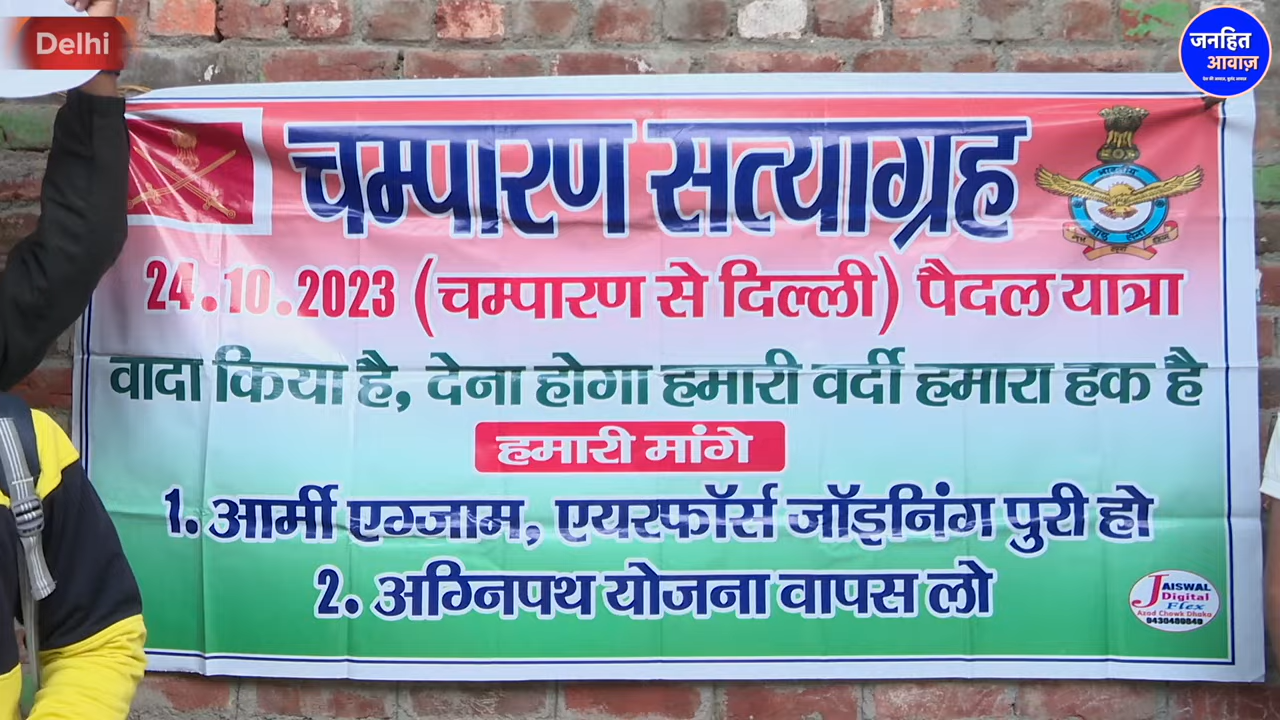 Delhi
जनहित
आवाज़
चम्पारण सत्याग्रह
24.10.2023 (चम्पारण से दिल्ली) पैदल यात्रा
वादा किया है, देना होगा हमारी वर्दी हमारा हक है
हमारी मांगे
1. आर्मी एग्जाम, एयरफॉर्स जॉइनिंग पुरी हो
2. अग्निपथ योजना वापस लो
JAISWAL
Digital
Flex
Azad Chowk Dhaka